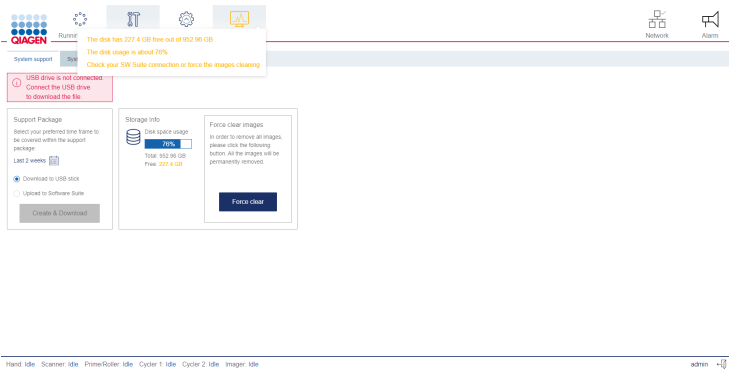 QIAGEN
Runnin
Network
Alarm
The disk has 227.4 GB free out of 952.96 GB
The disk usage is about 76%
Check your SW Suite connection or force the images cleaning
System support
Sys
USB drive is not connected
Connect the USB drive
to download the file
Support Package
Select your preferred time frame to
be covered within the support
package.
Last 2 weeks
Download to USB stick
Upload to Software Suite
Create & Download
Storage Info
Disk space usage
76%
Total: 952.96 GB
Free: 227.4 GB
Force clear images
In order to remove all images,
please click the following
button. All the images will be
permanently removed.
Force clear
Hand: Idle Scanner: Idle Prime/Roller: Idle Cycler 1: Idle Cycler 2: Idle Imager: Idle
admin